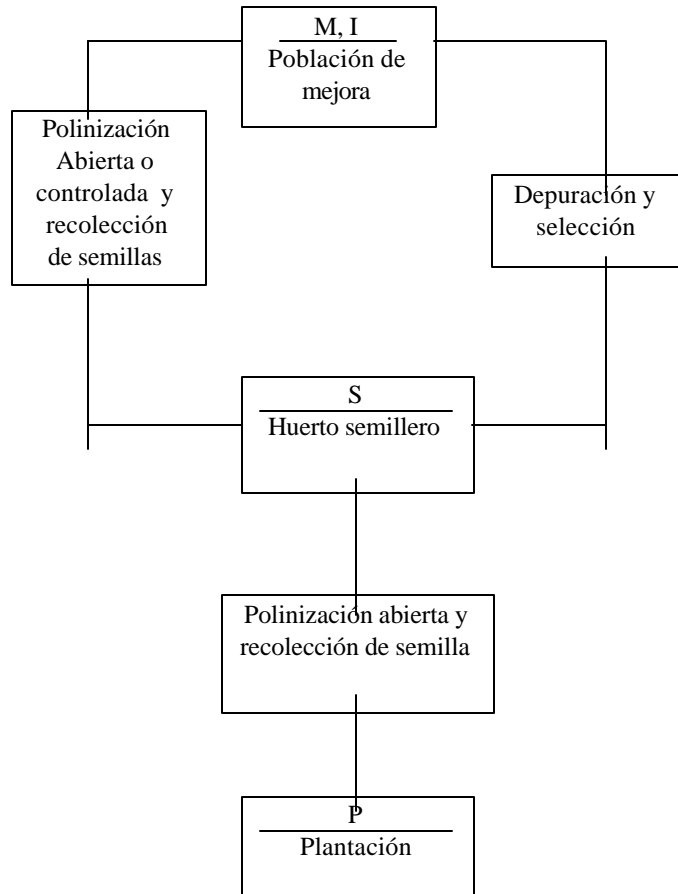 M, I
Población de
mejora
Polinización
Abierta o
controlada y
recolección
de semillas
Depuración y
selección
S
Huerto semillero
Polinización abierta y
recolección de semilla
P
Plantación